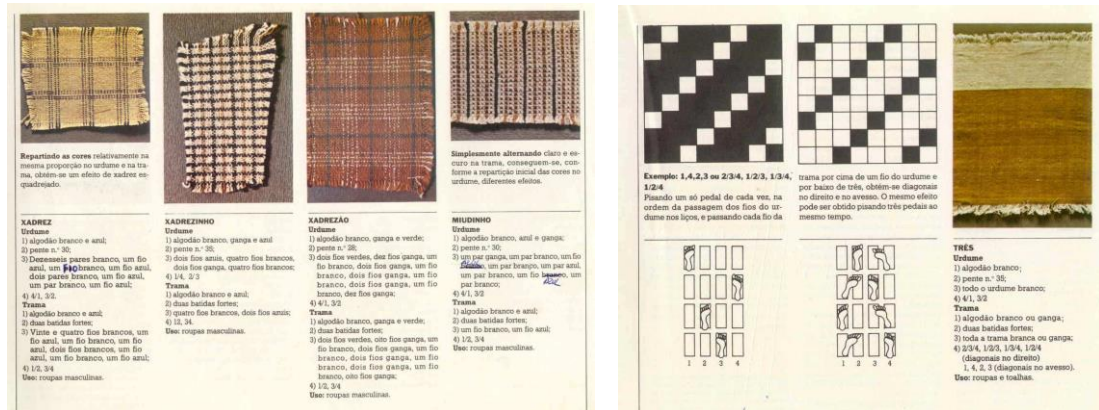 Repartindo as cores relativamente na
mesma proporção no urdume e na tra-
ma, obtém-se um efeito de xadrez es-
quadrejado.
Simplesmente alternando claro e es-
curo na trama, conseguem-se, con-
forme a repartição inicial das cores no
urdume, diferentes efeitos.
XADREZ
Urdume
1) algodão branco e azul;
2) pente n.º 30;
3) Dezesseis pares branco, um fio
azul, um FIO branco, um fio azul,
dois pares branco, um fio azul,
um par branco, um fio azul;
4) 4/1, 3/2.
Trama
1) algodão branco e azul;
2) duas batidas fortes;
3) Vinte e quatro fios brancos, um
fio azul, um fio branco, um fio
azul, dois fios brancos, um fio
azul, um fio branco, um fio azul;
4) 1/2, 3/4
Uso: roupas masculinas.
XADREZINHO
Urdume
1) algodão branco, ganga e azul
2) pente n.º 35;
3) dois fios azuis, quatro fios brancos,
dois fios ganga, quatro fios brancos;
4) 1/4, 2/3
Trama
1) algodão branco e azul;
2) duas batidas fortes;
3) quatro fios brancos, dois fios azuis;
4) 12, 34.
Uso: roupas masculinas.
XADREZÃO
Urdume
1) algodão branco, ganga e verde;
2) pente n.º 28;
3) dois fios verdes, dez fios ganga, um
fio branco, dois fios ganga, um fio
branco, dois fios ganga, um fio
branco, dois fios ganga, um fio
branco, dez fios ganga;
4) 4/1, 3/2
Trama
1) algodão branco, ganga e verde;
2) duas batidas fortes;
3) dois fios verdes, oito fios ganga, um
fio branco, dois fios ganga, um fio
branco, dois fios ganga, um fio
branco, dois fios ganga, um fio
branco, oito fios ganga;
4) 1/2, 3/4
Uso: roupas masculinas.
MIUDINHO
Urdume
1) algodão branco, azul e ganga;
2) pente n.º 30;
3) um par ganga, um par branco, um fio
um par branco, um par azul,
um par branco, um fio branco, um
par branco;
4) 4/1, 3/2
Trama
1) algodão branco e azul;
2) duas batidas fortes;
3) um fio branco, um fio azul;
4) 1/2, 3/4
Uso: roupas masculinas.
Exemplo: 1,4,2,3 ou 2/3/4, 1/2/3, 1/3/4,
1/2/4
Pisando um só pedal de cada vez, na
ordem da passagem dos fios do ur-
dume nos liços, e passando cada fio da
trama por cima de um fio do urdume e
por baixo de três, obtém-se diagonais
no direito e no avesso. O mesmo efeito
pode ser obtido pisando três pedais ao
mesmo tempo.
1 2 3 4
1 2 3 4
TRÊS
Urdume
1) algodão branco;
2) pente n.º 35;
3) todo o urdume branco;
4) 4/1, 3/2
Trama
1) algodão branco ou ganga;
2) duas batidas fortes;
3) toda a trama branca ou ganga;
4) 2/3/4, 1/2/3, 1/3/4, 1/2/4
(diagonais no direito)
1, 4, 2, 3 (diagonais no avesso).
Uso: roupas e toalhas.